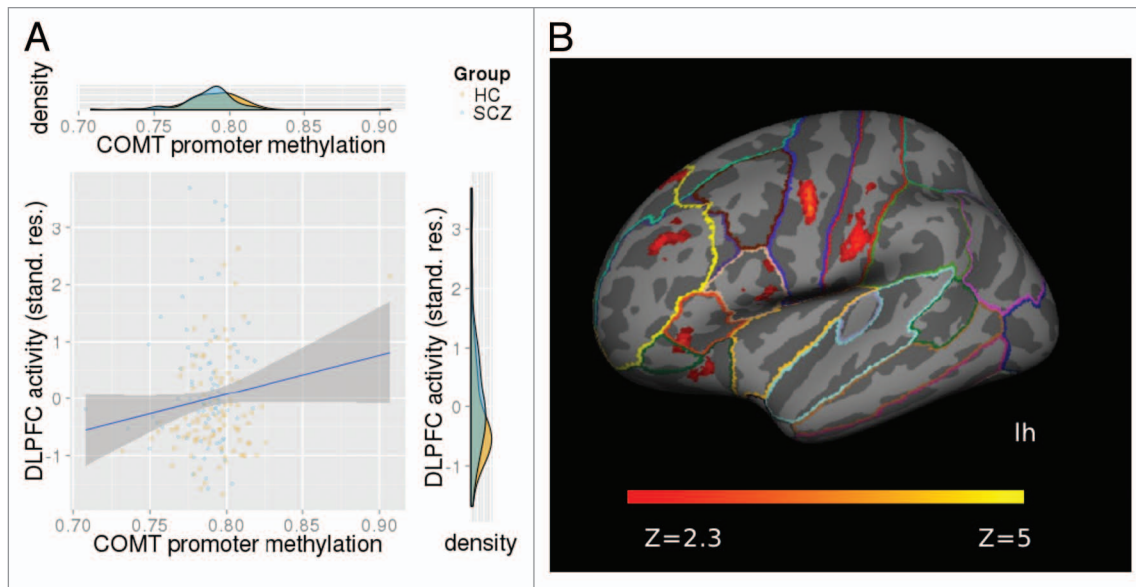 A
density
0.70 0.75 0.80 0.85 0.90
COMT promoter methylation
Group
HC
SCZ
DLPFC activity (stand. res.)
3
2
1
0
-1
0.70 0.75 0.80 0.85 0.90
COMT promoter methylation
DLPFC activity (stand. res.)
3
2
1
0
-1
density
B
lh
Z=2.3 Z=5